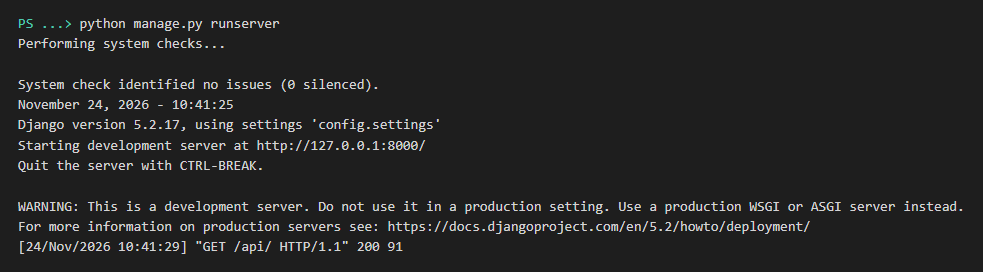 PS ...> python manage.py runserver
Performing system checks...
System check identified no issues (0 silenced).
November 24, 2026 - 10:41:25
Django version 5.2.17, using settings 'config.settings'
Starting development server at http://127.0.0.1:8000/
Quit the server with CTRL-BREAK.
WARNING: This is a development server. Do not use it in a production setting. Use a production WSGI or ASGI server instead.
For more information on production servers see: https://docs.djangoproject.com/en/5.2/howto/deployment/
[24/Nov/2026 10:41:29] "GET /api/ HTTP/1.1" 200 91